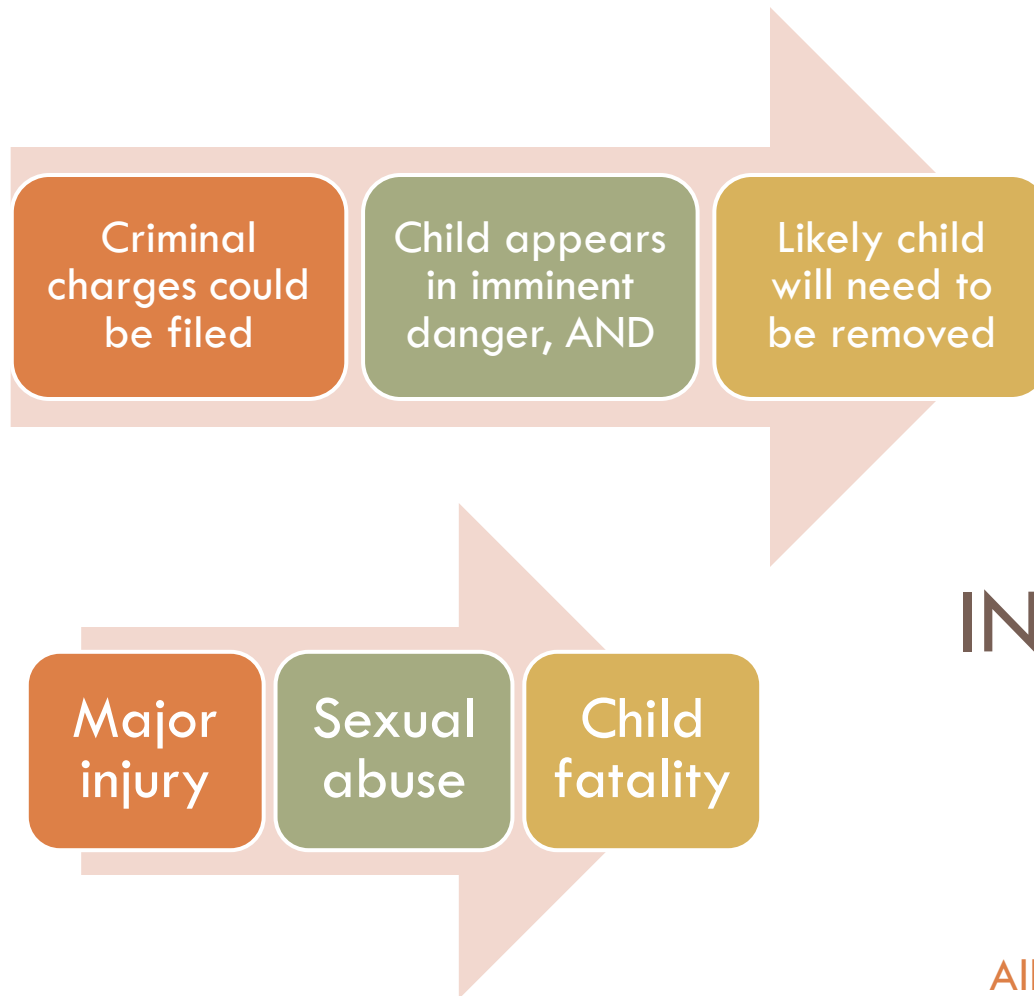 Criminal
charges could
be filed
Child appears
in imminent
danger, AND
Likely child
will need to
be removed
IN
Major
injury
Sexual
abuse
Child
fatality
All